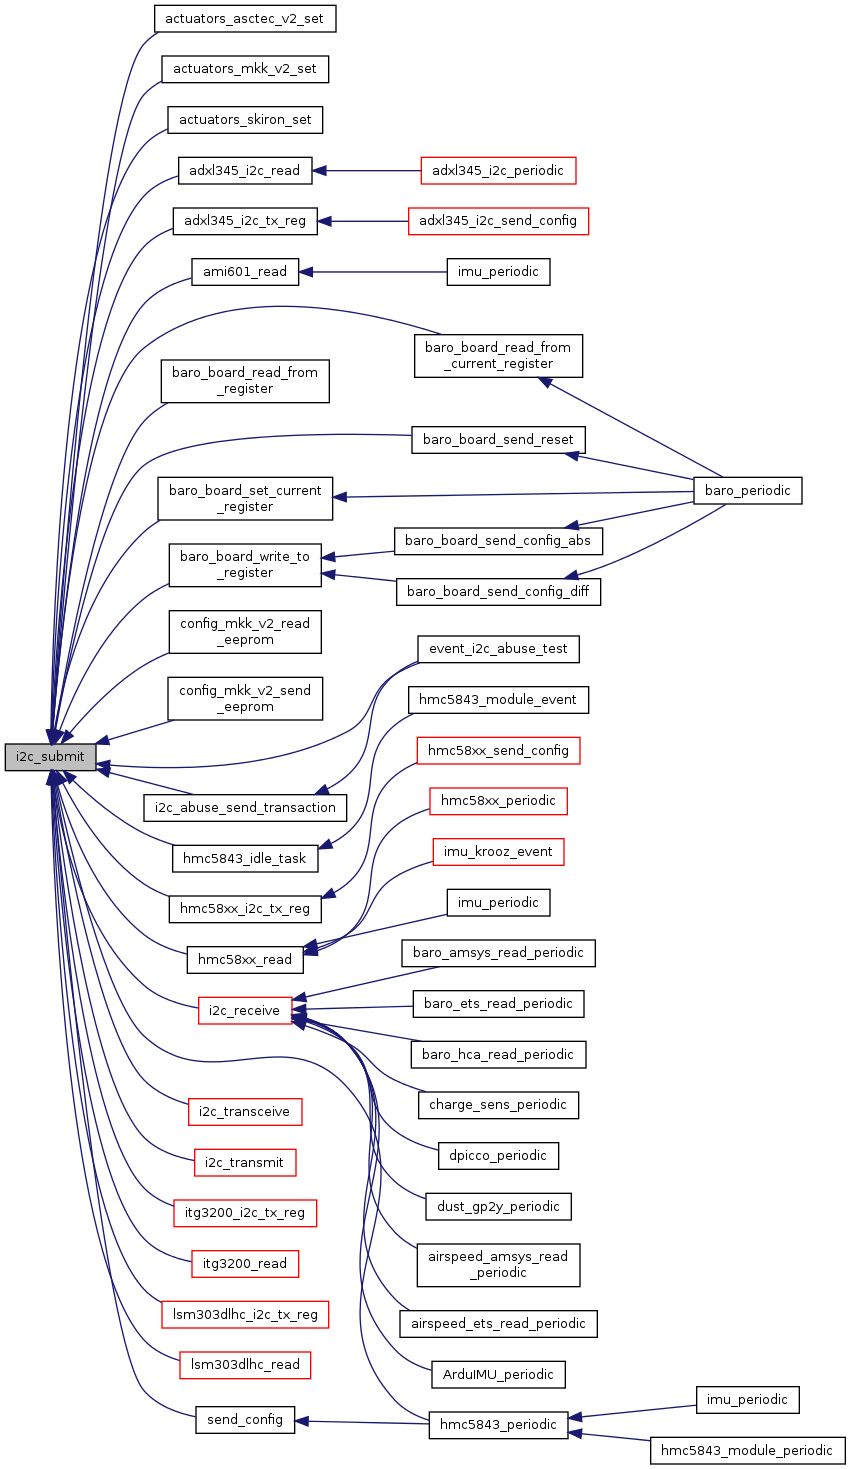 actuators_asctec_v2_set
actuators_mkk_v2_set
actuators_skiron_set
adxl345_i2c_read
adxl345_i2c_periodic
adxl345_i2c_tx_reg
adxl345_i2c_send_config
ami601_read
imu_periodic
baro_board_read_from
_current_register
baro_board_read_from
_register
baro_board_send_reset
baro_board_set_current
_register
baro_periodic
baro_board_send_config_abs
baro_board_write_to
_register
baro_board_send_config_diff
config_mkk_v2_read
_eeprom
event_i2c_abuse_test
config_mkk_v2_send
_eeprom
hmc5843_module_event
i2c_submit
hmc58xx_send_config
i2c_abuse_send_transaction
hmc58xx_periodic
hmc5843_idle_task
imu_krooz_event
hmc58xx_i2c_tx_reg
imu_periodic
hmc58xx_read
baro_amsys_read_periodic
i2c_receive
baro_ets_read_periodic
baro_hca_read_periodic
i2c_transceive
charge_sens_periodic
i2c_transmit
dpicco_periodic
itg3200_i2c_tx_reg
dust_gp2y_periodic
itg3200_read
airspeed_amsys_read
_periodic
lsm303dlhc_i2c_tx_reg
airspeed_ets_read_periodic
lsm303dlhc_read
ArduIMU_periodic
send_config
hmc5843_periodic
imu_periodic
hmc5843_module_periodic